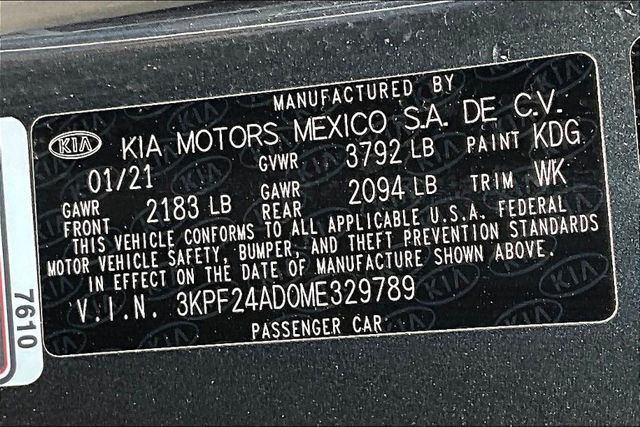 MANUFACTURED BY
KIA KIA MOTORS MEXICO S.A. DE C.V.
01/21 GVWR 3792 LB PAINT KDG
GAWR FRONT 2183 LB GAWR REAR 2094 LB TRIM WK
THIS VEHICLE CONFORMS TO ALL APPLICABLE U.S.A. FEDERAL
MOTOR VEHICLE SAFETY, BUMPER, AND THEFT PREVENTION STANDARDS
IN EFFECT ON THE DATE OF MANUFACTURE SHOWN ABOVE.
V.I.N. 3KPF24AD0ME329789
PASSENGER CAR
7610